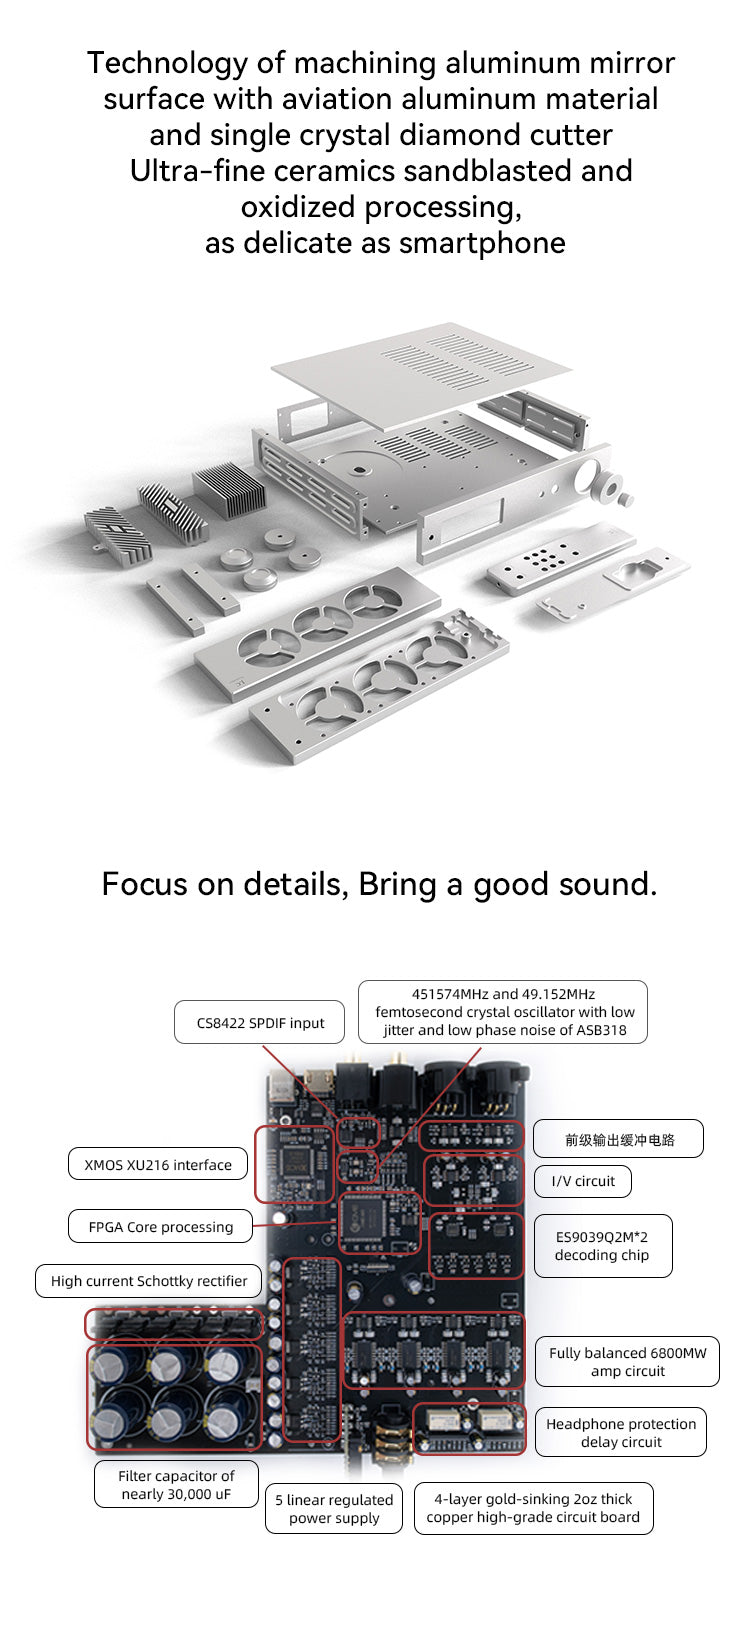 Technology of machining aluminum mirror
surface with aviation aluminum material
and single crystal diamond cutter
Ultra-fine ceramics sandblasted and
oxidized processing,
as delicate as smartphone
Focus on details, Bring a good sound.
451574MHz and 49.152MHz
femtosecond crystal oscillator with low
jitter and low phase noise of ASB318
CS8422 SPDIF input
前级输出缓冲电路
XMOS XU216 interface
I/V circuit
FPGA Core processing
ES9039Q2M*2
decoding chip
High current Schottky rectifier
Fully balanced 6800MW
amp circuit
Headphone protection
delay circuit
Filter capacitor of
nearly 30,000 uF
5 linear regulated
power supply
4-layer gold-sinking 2oz thick
copper high-grade circuit board